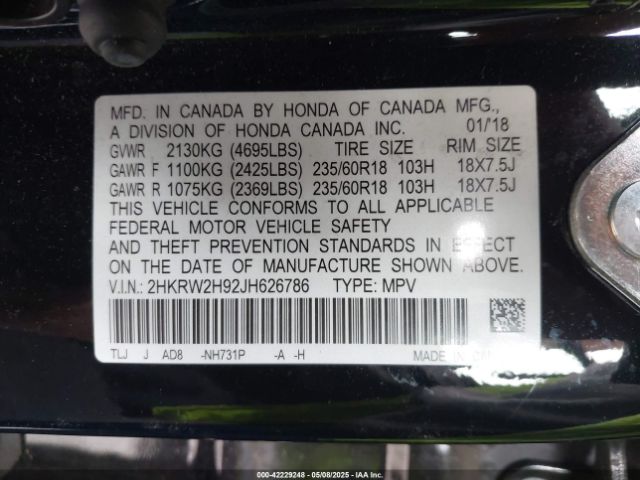 MFD. IN CANADA BY HONDA OF CANADA MFG.,
A DIVISION OF HONDA CANADA INC. 01/18
GVWR 2130KG (4695LBS) TIRE SIZE RIM SIZE
GAWR F 1100KG (2425LBS) 235/60R18 103H 18X7.5J
GAWR R 1075KG (2369LBS) 235/60R18 103H 18X7.5J
THIS VEHICLE CONFORMS TO ALL APPLICABLE
FEDERAL MOTOR VEHICLE SAFETY
AND THEFT PREVENTION STANDARDS IN EFFECT
ON THE DATE OF MANUFACTURE SHOWN ABOVE.
V.I.N.: 2HKRW2H92JH626786 TYPE: MPV
TLJ J AD8 -NH731P -A -H MADE IN
000-42229248 - 05/08/2025 - IAA Inc.